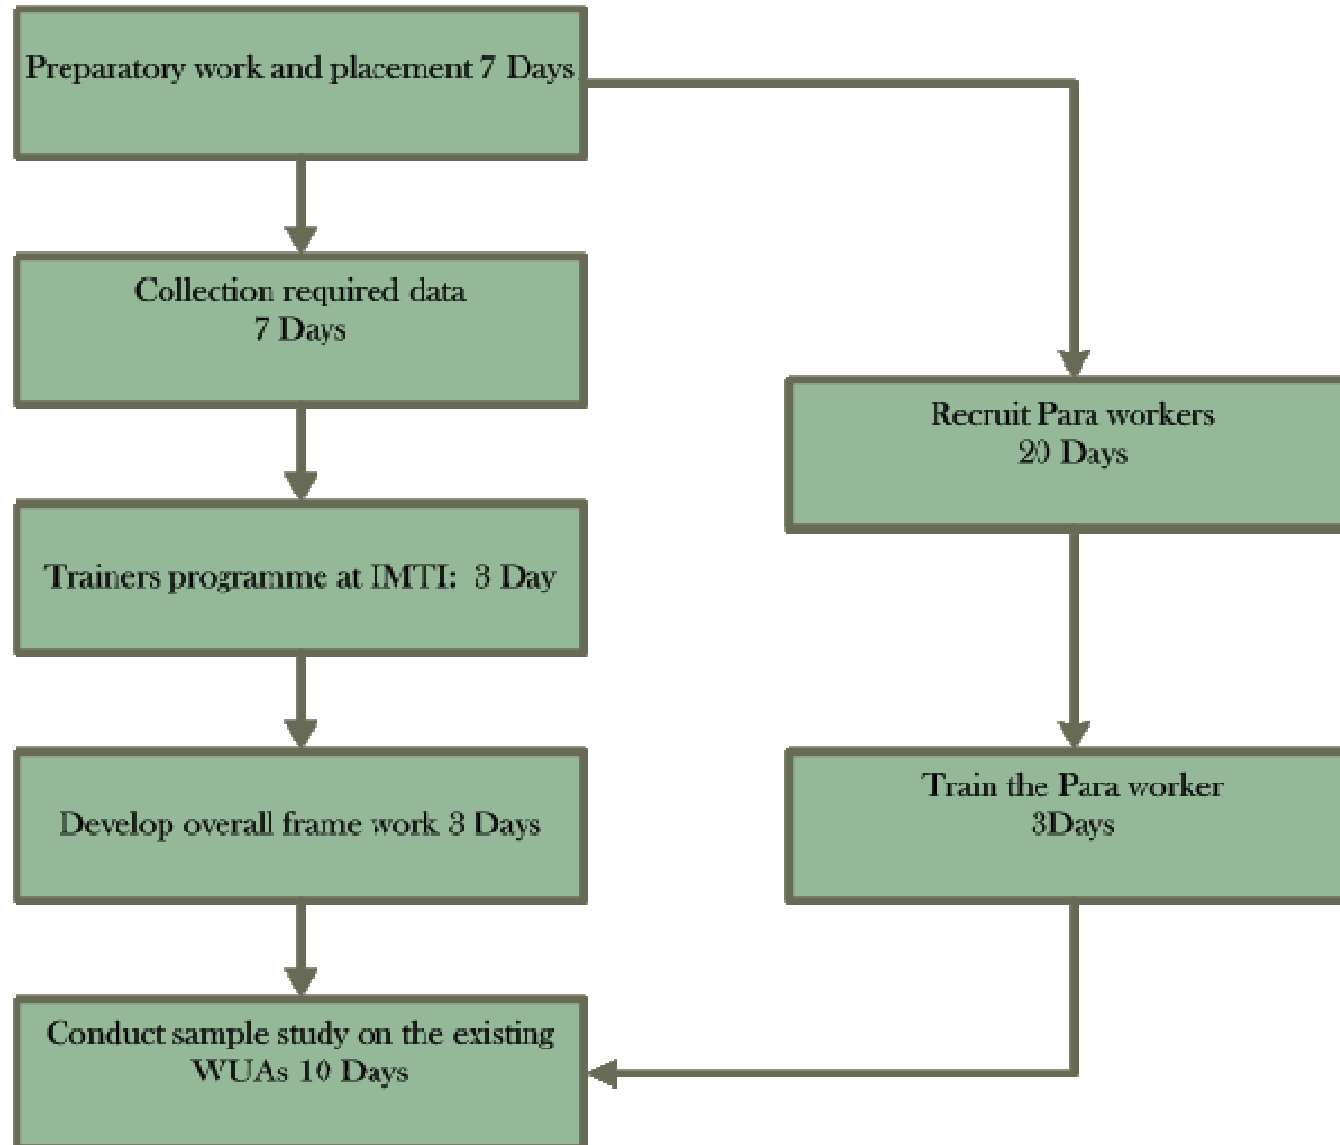 Preparatory work and placement 7 Days
Collection required data
7 Days
Trainers programme at IMTI: 3 Day
Develop overall frame work 3 Days
Conduct sample study on the existing
WUAs 10 Days
Recruit Para workers
20 Days
Train the Para worker
3Days